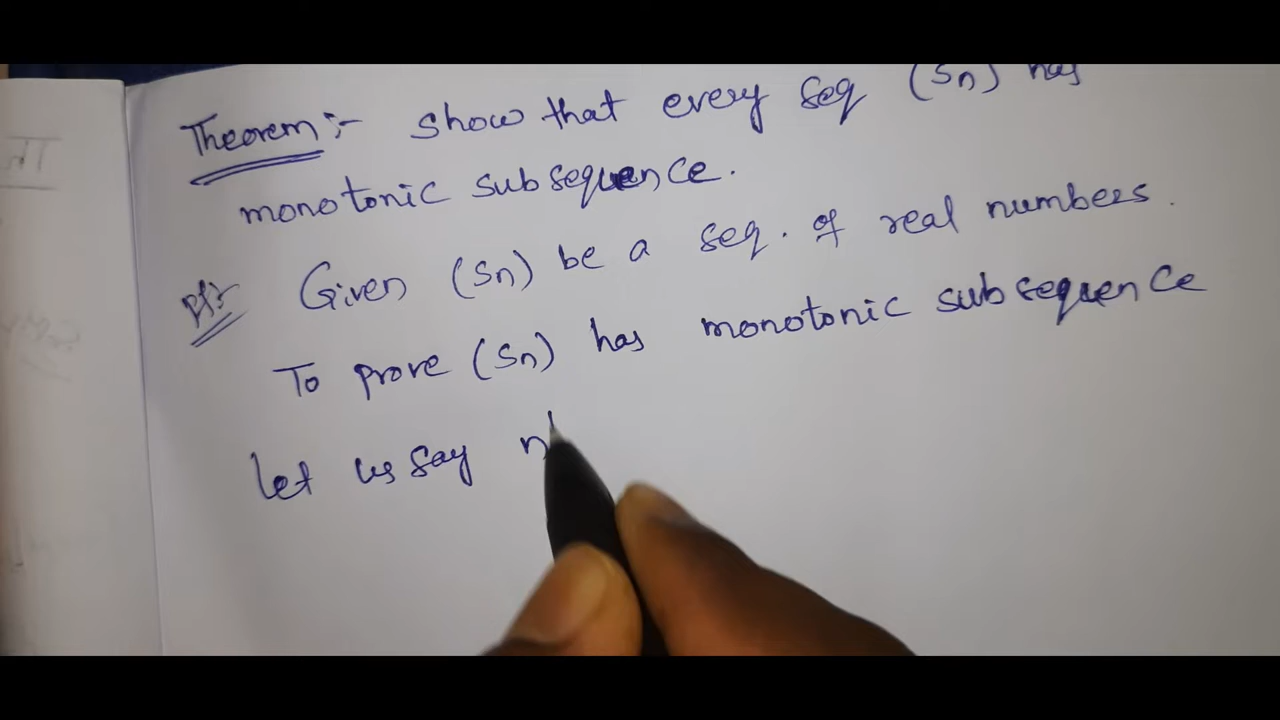 Theorem :- Show that every seq (Sn) has
monotonic subsequence.
Pf:- Given (Sn) be a seq. of real numbers.
To prove (Sn) has monotonic subsequence
let us say